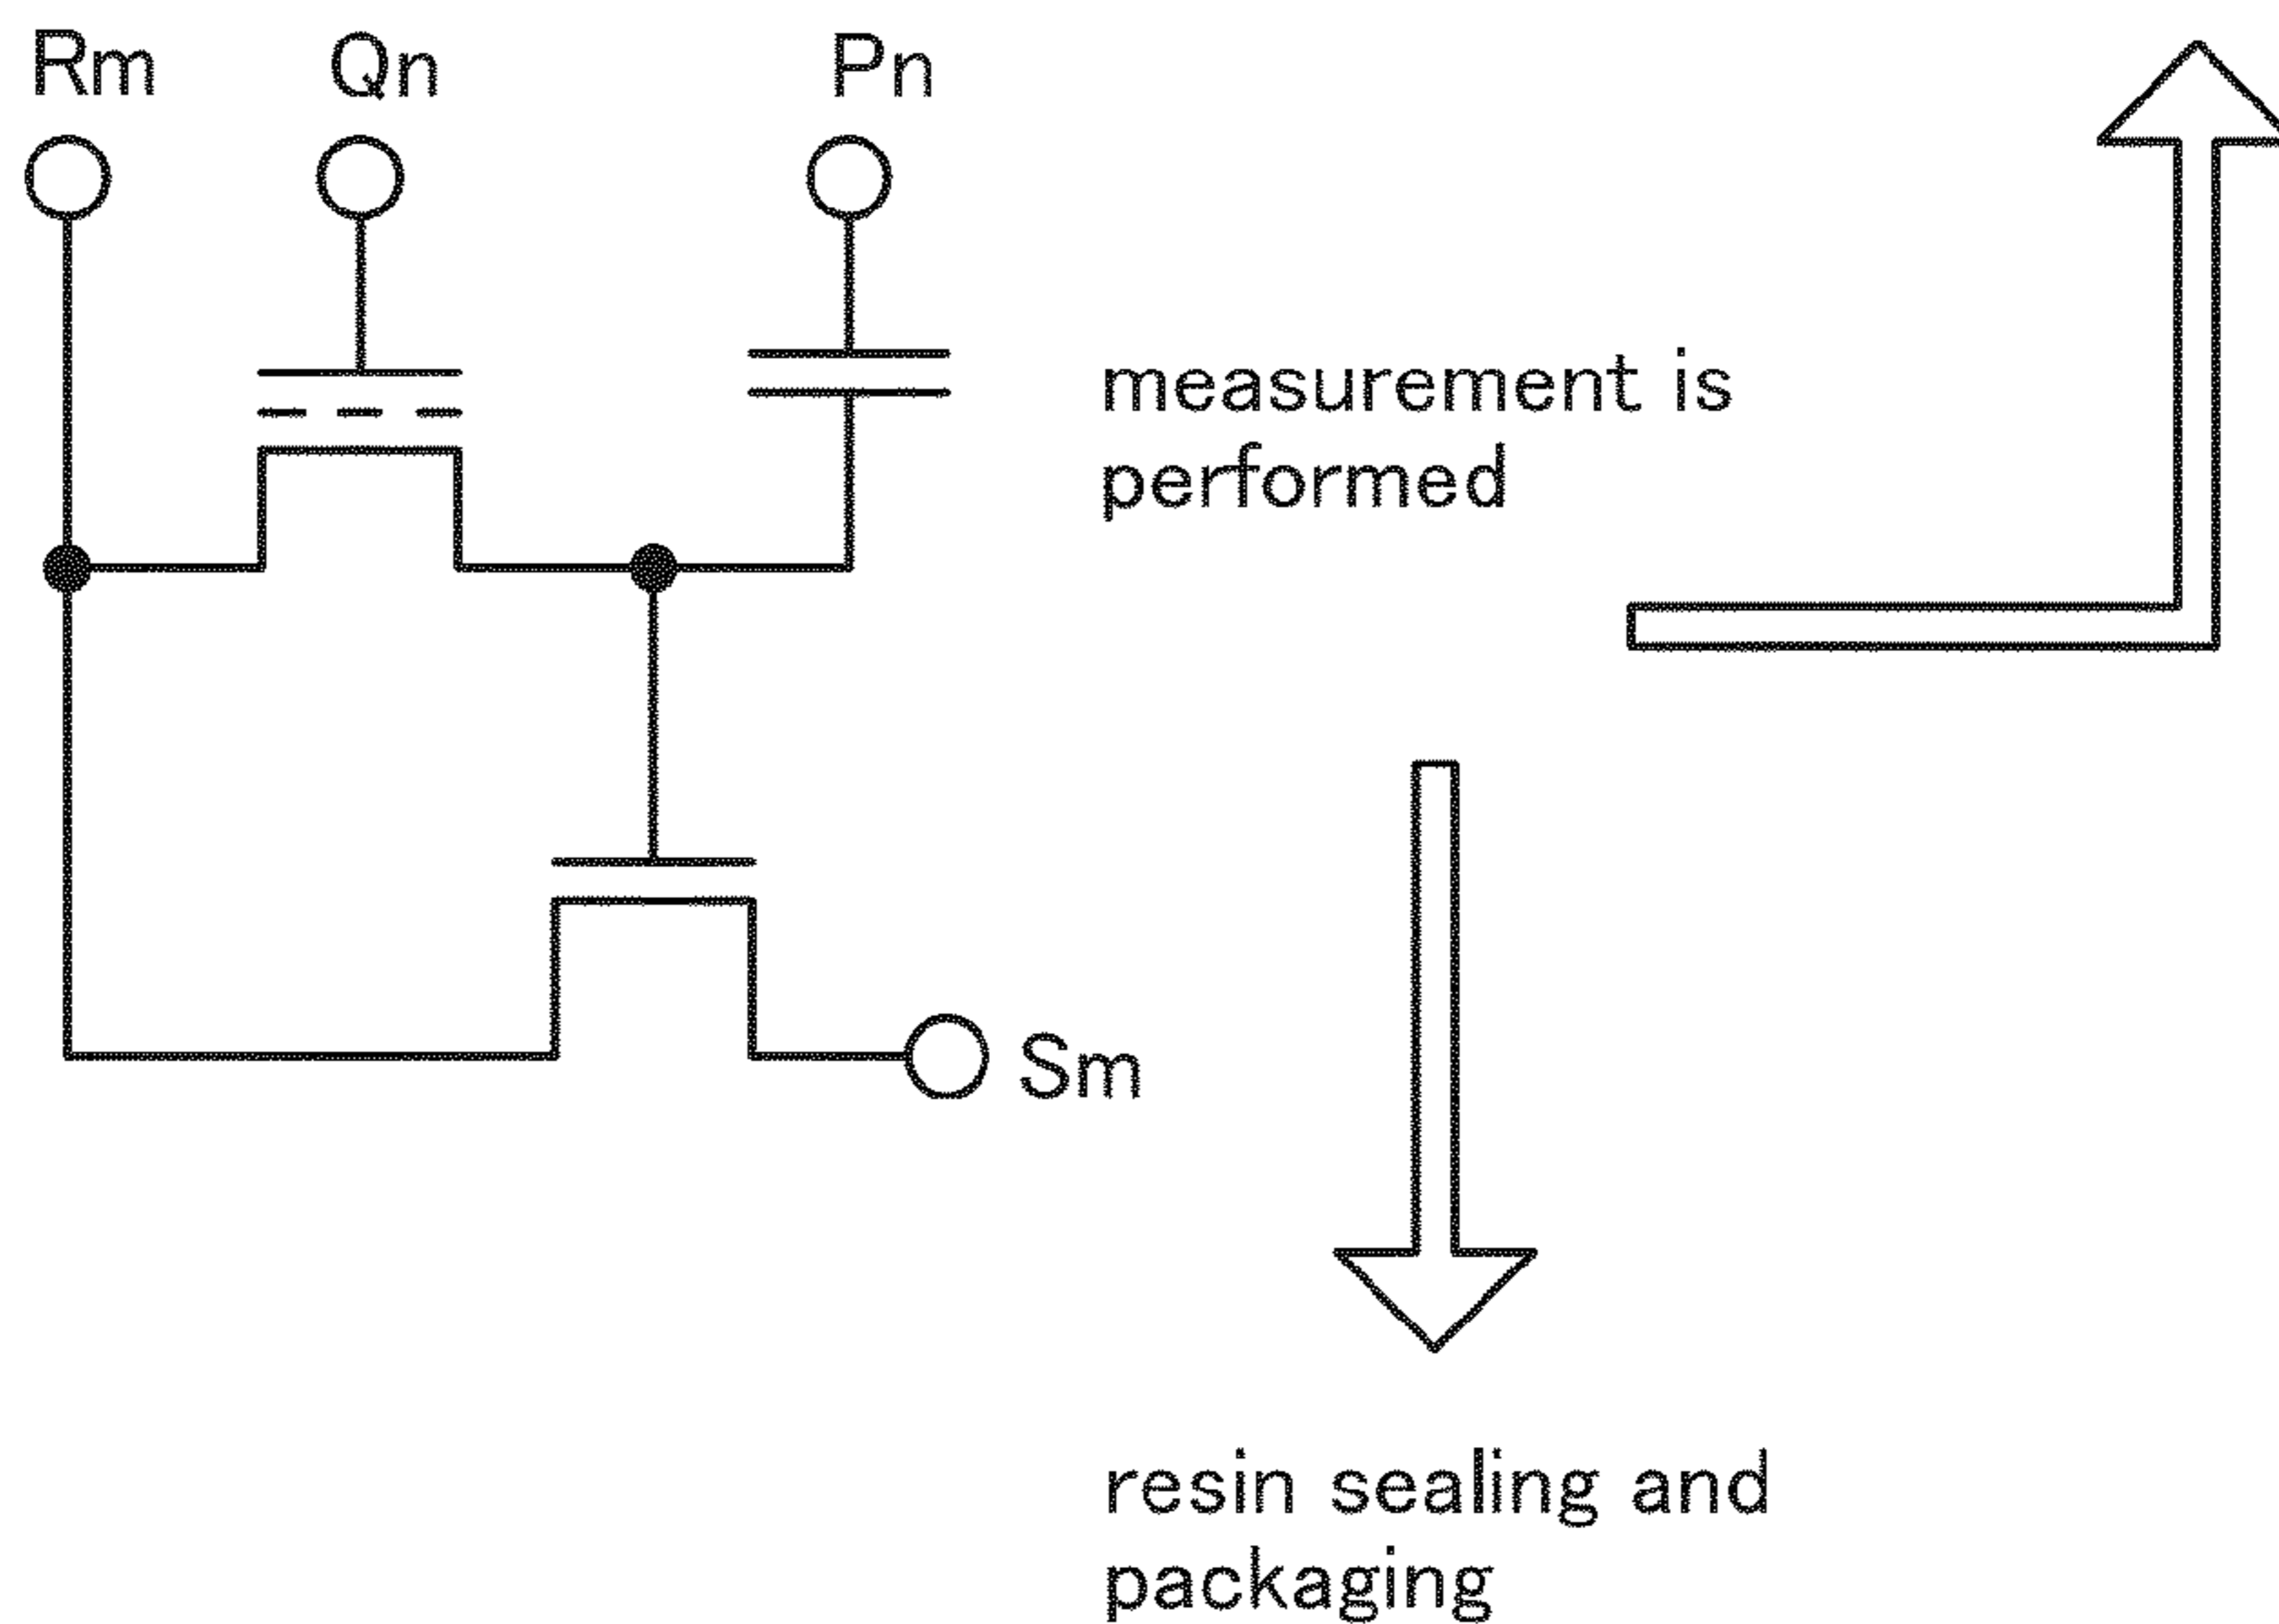 Rm Qn Pn
measurement is
performed
Sm
resin sealing and
packaging